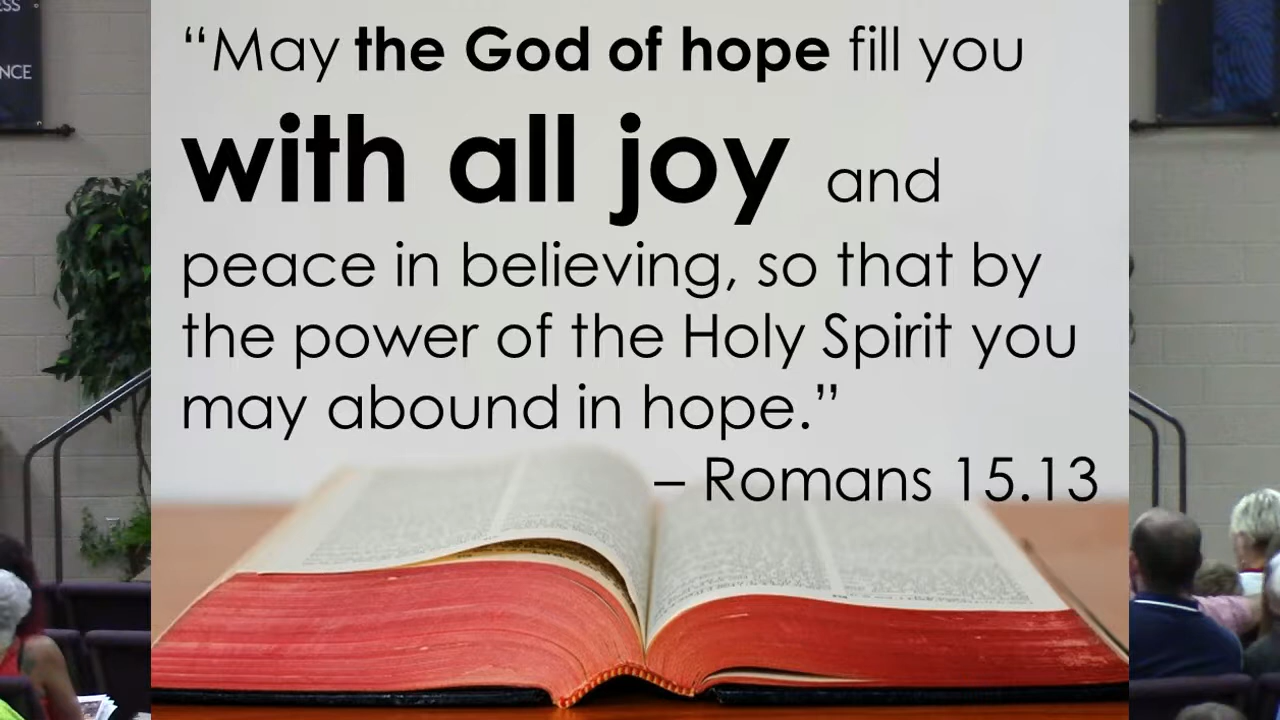 “May the God of hope fill you
with all joy and
peace in believing, so that by
the power of the Holy Spirit you
may abound in hope.”
– Romans 15.13